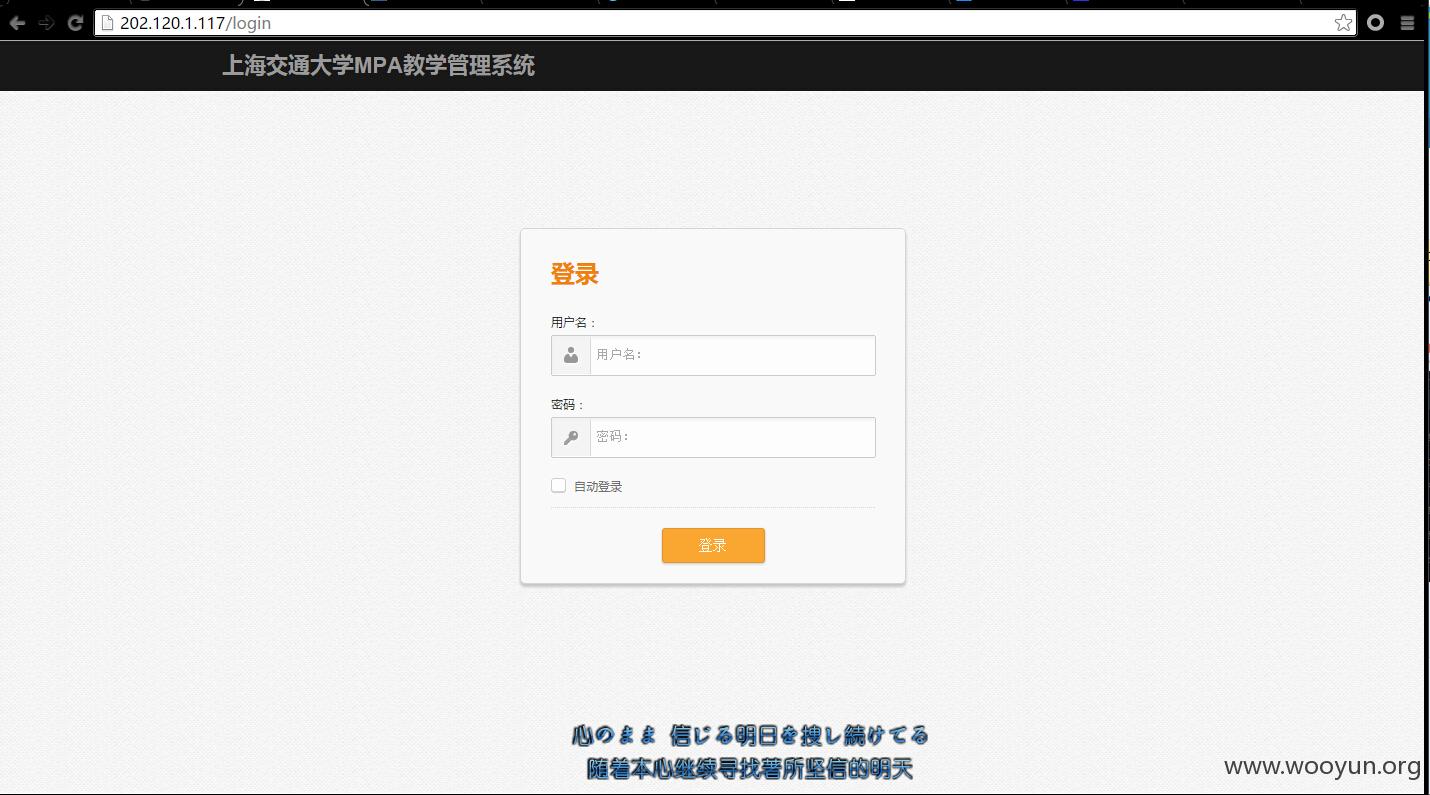 202.120.1.117/login
上海交通大学MPA教学管理系统
登录
用户名：
用户名：
密码：
密码：
自动登录
登录
心のまま 信じる明日を捜し続けてる
随着本心继续寻找著所坚信的明天
www.wooyun.org